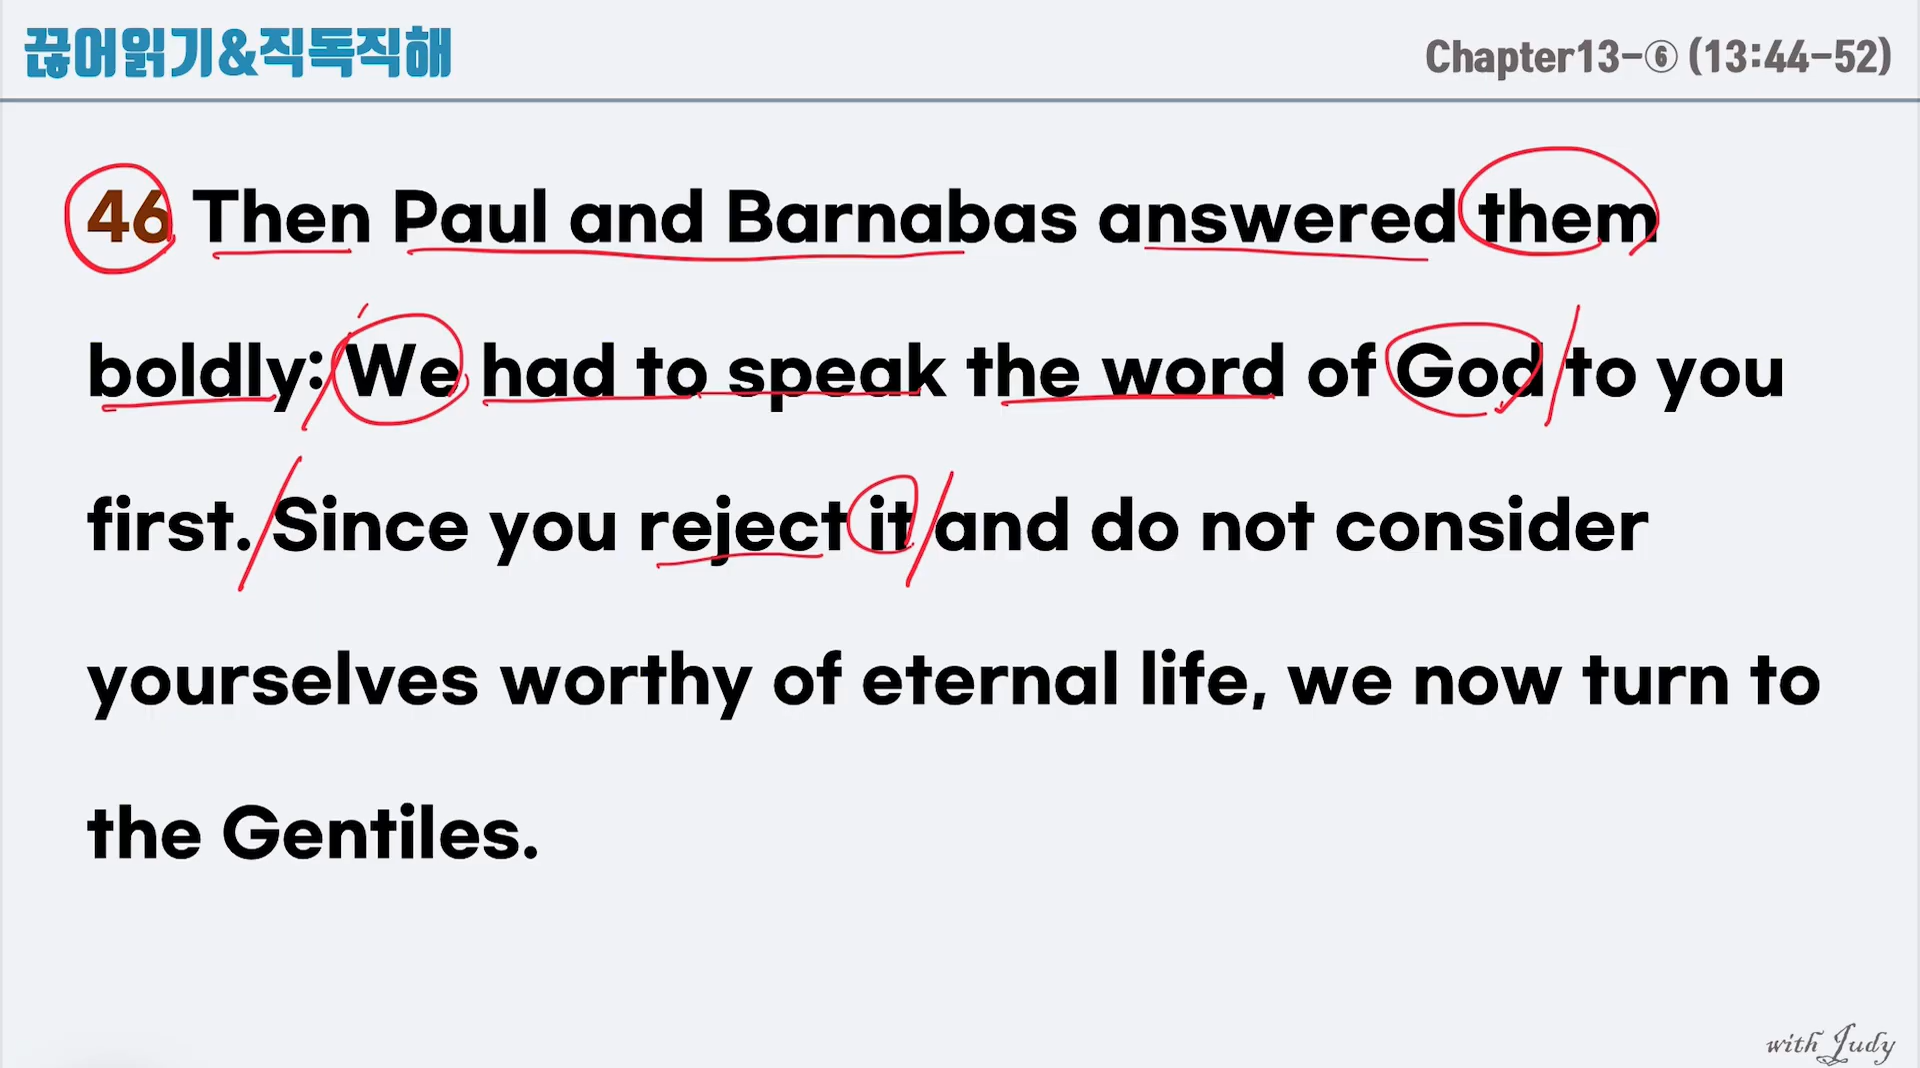 끊어읽기&직독직해
Chapter13-⑥ (13:44-52)
46 Then Paul and Barnabas answered them
boldly: We had to speak the word of God to you
first. Since you reject it and do not consider
yourselves worthy of eternal life, we now turn to
the Gentiles.
with Judy